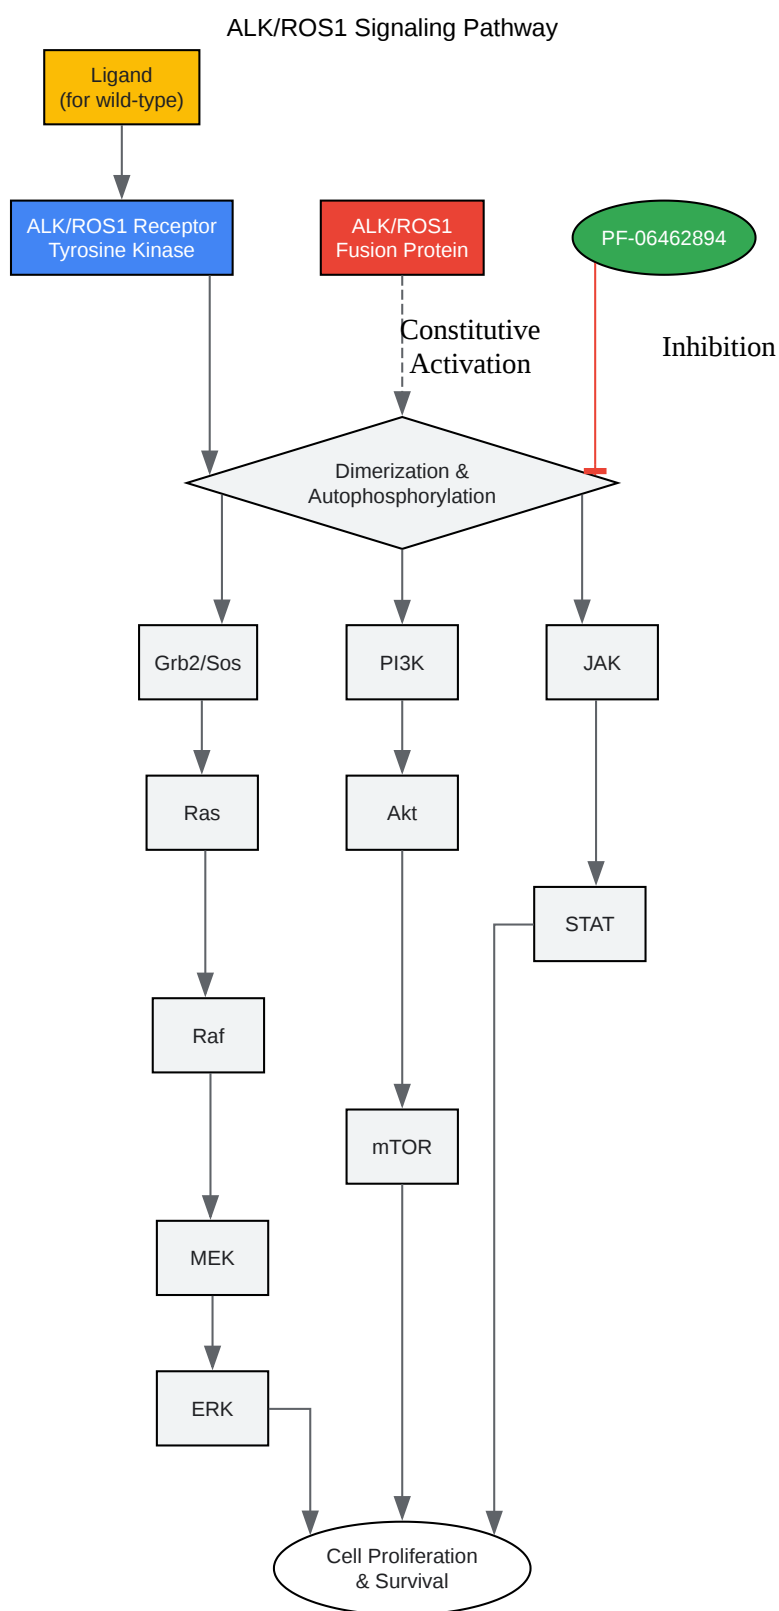 ALK/ROS1 Signaling Pathway
Ligand
(for wild-type)
ALK/ROS1 Receptor
Tyrosine Kinase
ALK/ROS1
Fusion Protein
PF-06462894
Constitutive
Activation
Inhibition
Dimerization &
Autophosphorylation
Grb2/Sos
PI3K
JAK
Ras
Akt
STAT
Raf
mTOR
MEK
ERK
Cell Proliferation
& Survival